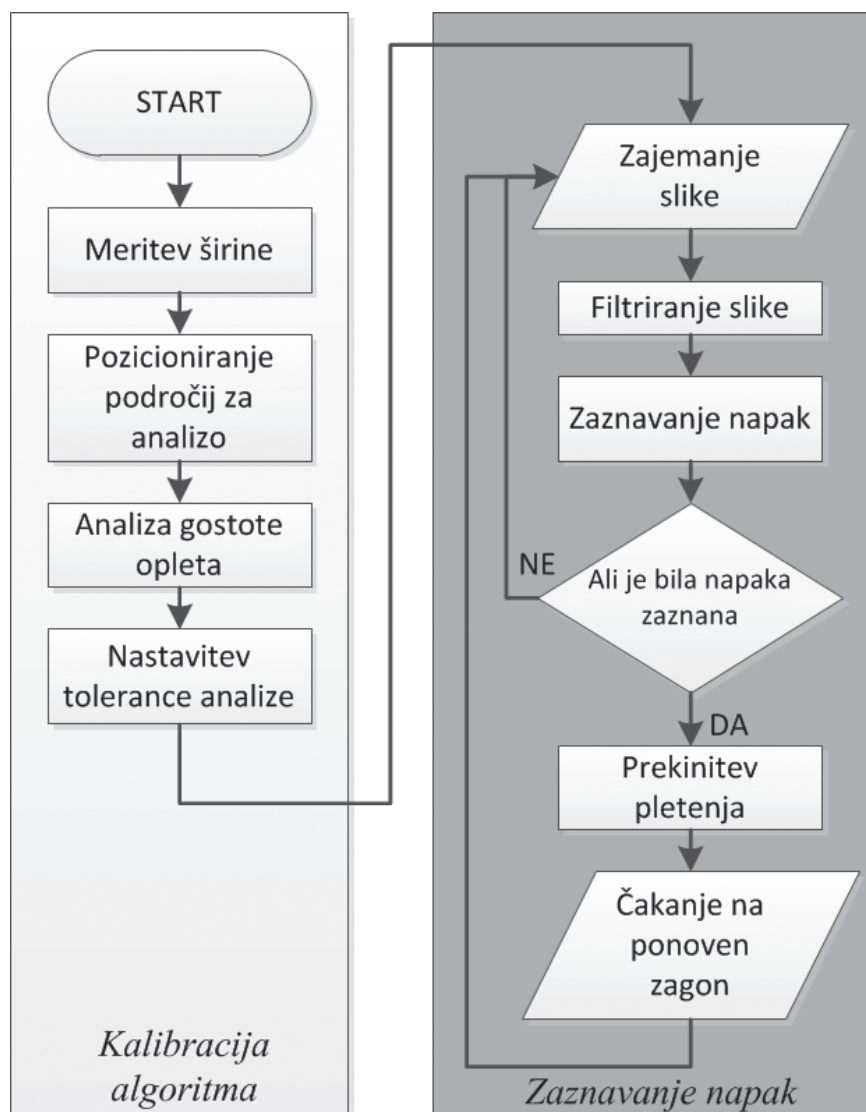 START
Meritev širine
Pozicioniranje
področij za
analizo
Analiza gostote
opleta
Nastavitev
tolerance analize
Kalibracija
algoritma
Zajemanje
slike
Filtriranje slike
Zaznavanje napak
NE
Ali je bila napaka
zaznana
DA
Prekinitev
pletenja
Čakanje na
ponoven
zagon
Zaznavanje napak